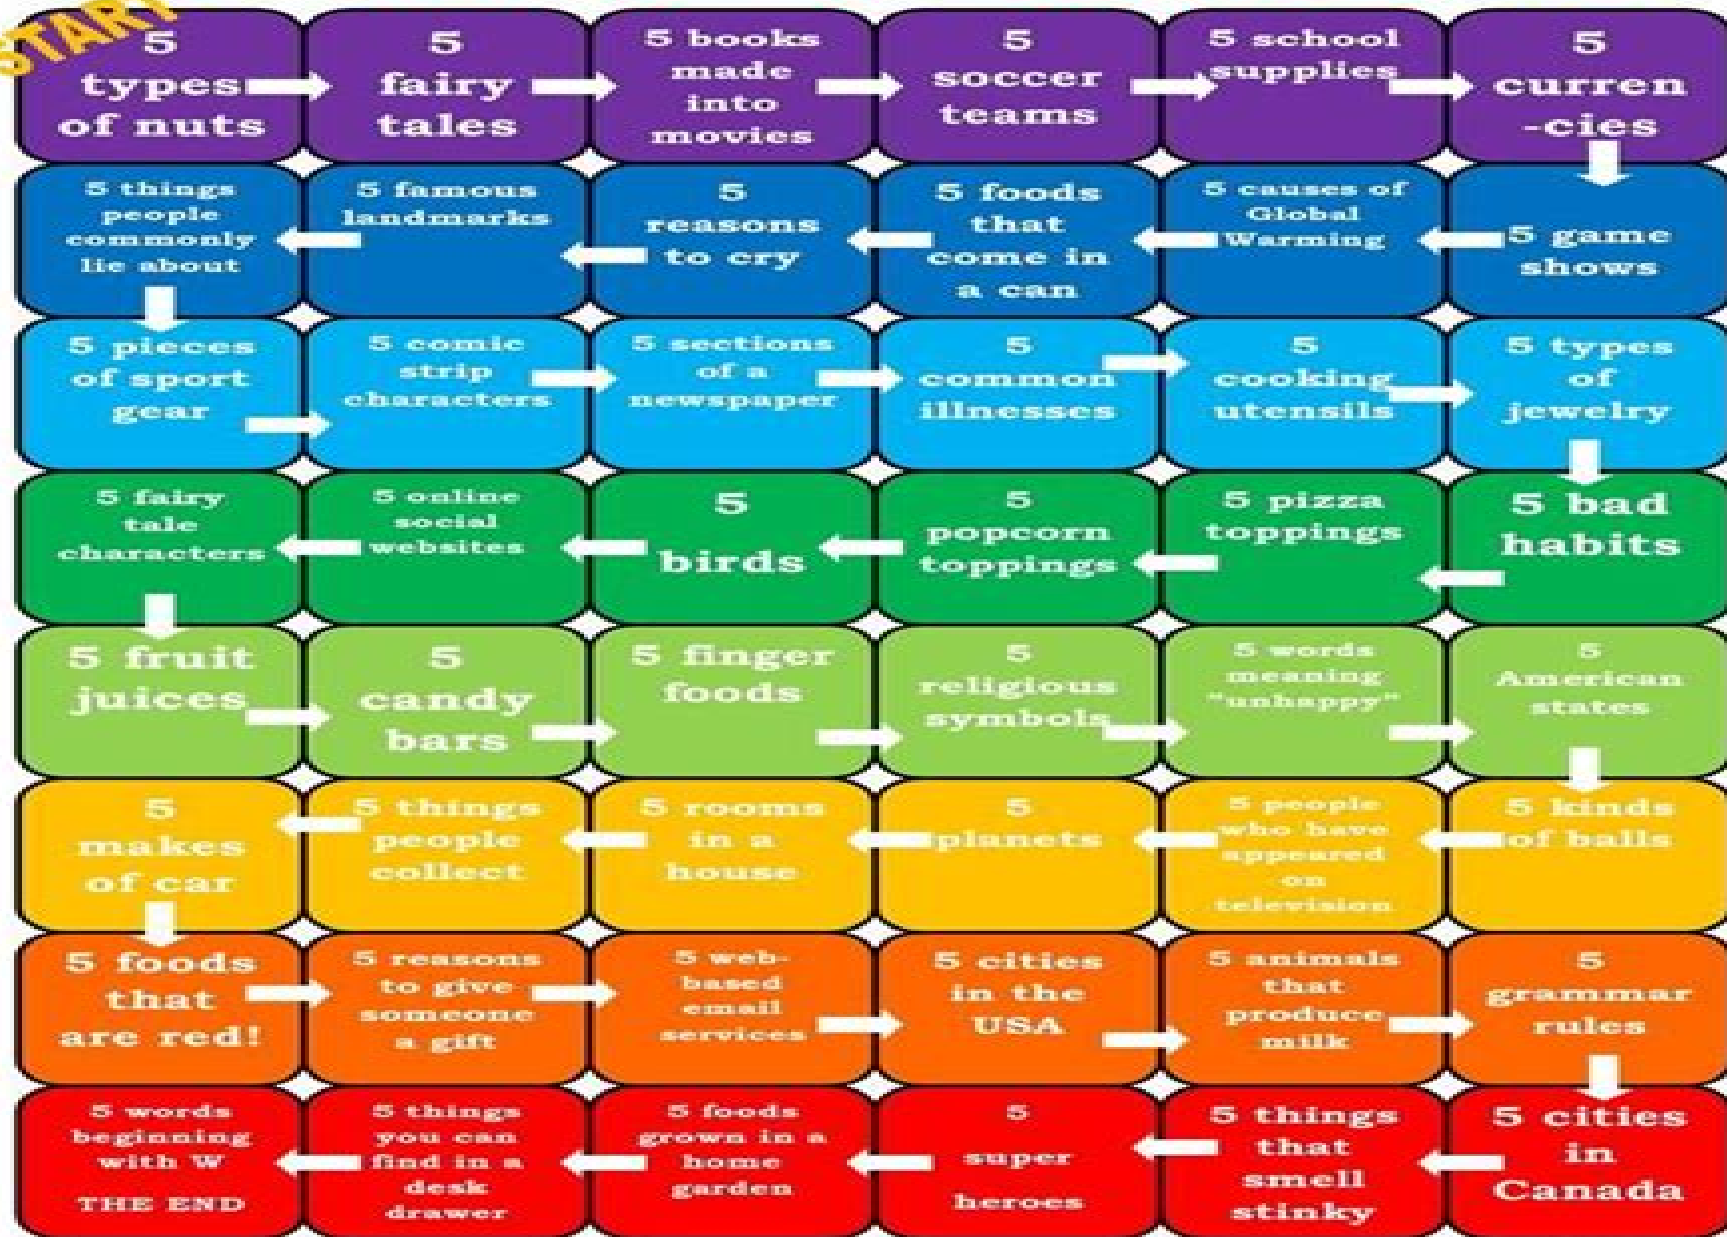 START
5
types
of nuts
5
fairy
tales
5 books
made
into
movies
5
soccer
teams
5 school
supplies
5
curren
-cies
5 things
people
commonly
lie about
5 famous
landmarks
5
reasons
to cry
5 foods
that
come in
a can
5 causes of
Global
Warming
5 game
shows
5 pieces
of sport
gear
5 comic
strip
characters
5 sections
of a
newspaper
5
common
illnesses
5
cooking
utensils
5 types
of
jewelry
5 fairy
tale
characters
5 online
social
websites
5
birds
5
popcorn
toppings
5 pizza
toppings
5 bad
habits
5 fruit
juices
5
candy
bars
5 finger
foods
5
religious
symbols
5 words
meaning
"unhappy"
5
American
states
5
makes
of car
5 things
people
collect
5 rooms
in a
house
5
planets
5 people
who have
appeared
on
television
5 kinds
of balls
5 foods
that
are red!
5 reasons
to give
someone
a gift
5 web-
based
email
services
5 cities
in the
USA
5 animals
that
produce
milk
5
grammar
rules
5 words
beginning
with W
THE END
5 things
you can
find in a
desk
drawer
5 foods
grown in a
home
garden
5
super
heroes
5 things
that
smell
stinky
5 cities
in
Canada